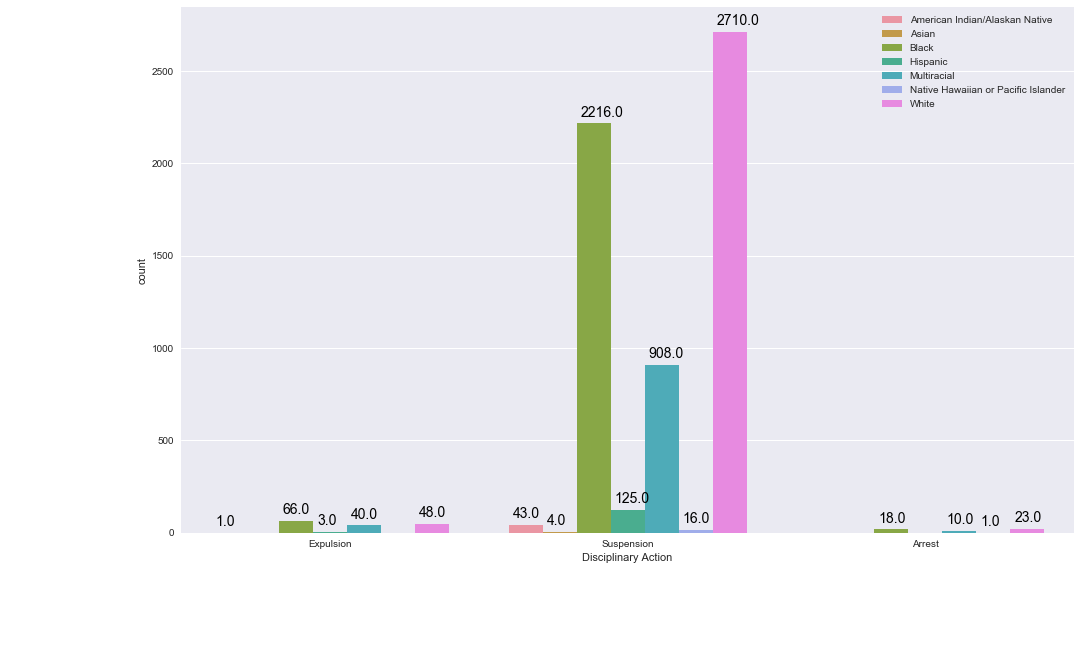 2710.0
American Indian/Alaskan Native
Asian
Black
Hispanic
Multiracial
Native Hawaiian or Pacific Islander
White
2500
2216.0
2000
1500
count
1000
908.0
500
125.0
66.0
3.0
40.0
48.0
43.0
4.0
16.0
18.0
10.0
1.0
23.0
1.0
0
Expulsion
Suspension
Arrest
Disciplinary Action